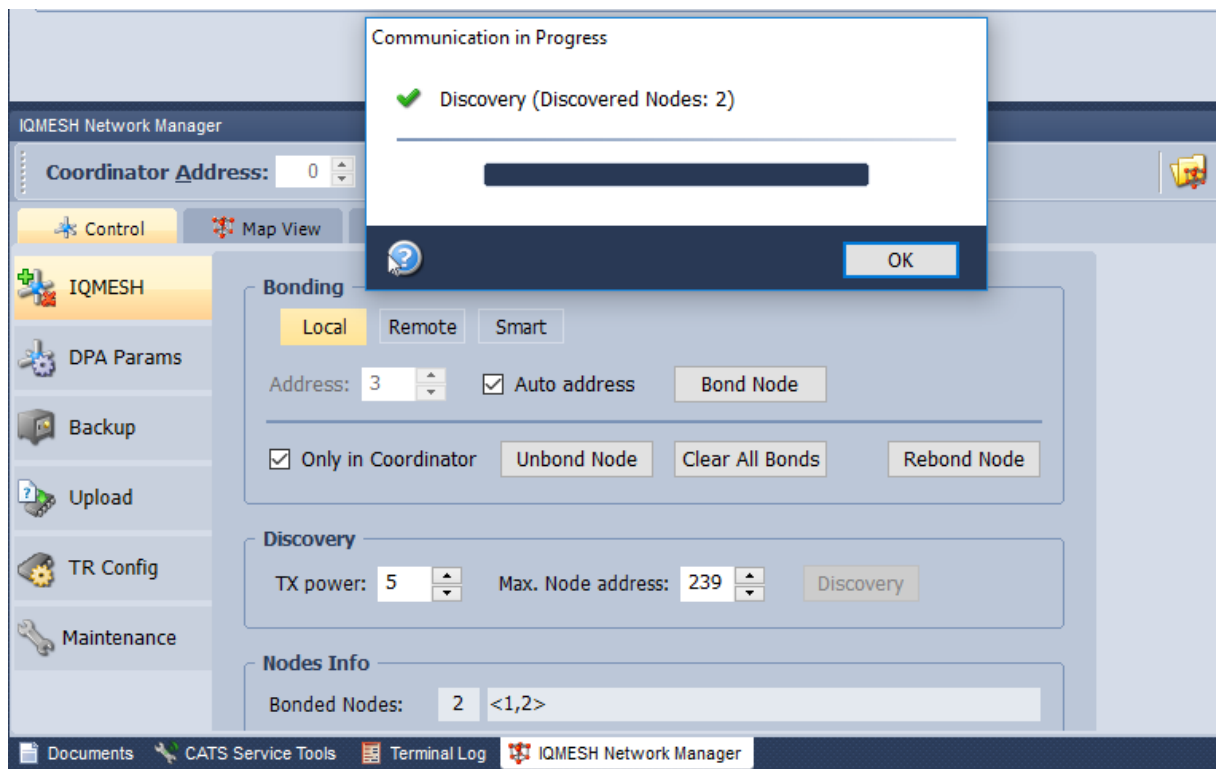 Communication in Progress
Discovery (Discovered Nodes: 2)
OK
IQMESH Network Manager
Coordinator Address: 0
Control Map View
IQMESH
DPA Params
Backup
Upload
TR Config
Maintenance
Bonding
Local Remote Smart
Address: 3 Auto address Bond Node
Only in Coordinator Unbond Node Clear All Bonds Rebond Node
Discovery
TX power: 5 Max. Node address: 239 Discovery
Nodes Info
Bonded Nodes: 2 <1,2>
Documents CATS Service Tools Terminal Log IQMESH Network Manager